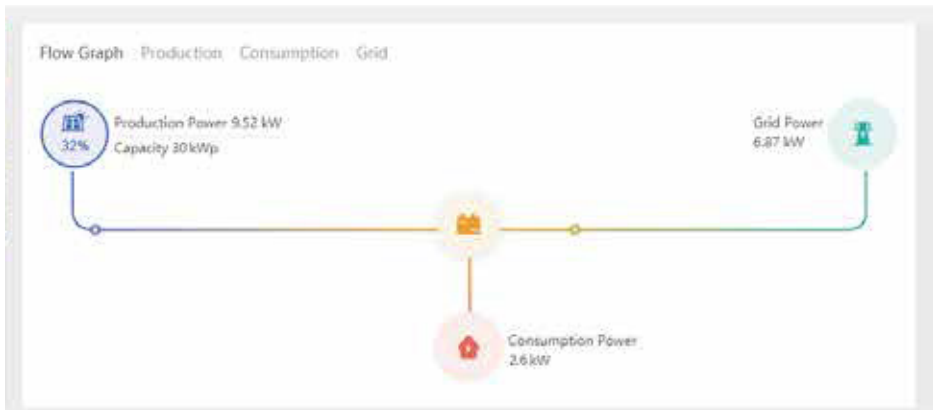 Flow Graph Production Consumption Grid
Production Power 9.52 kW
32%
Capacity 30 kWp
Grid Power
6.87 kW
Consumption Power
2.6 kW